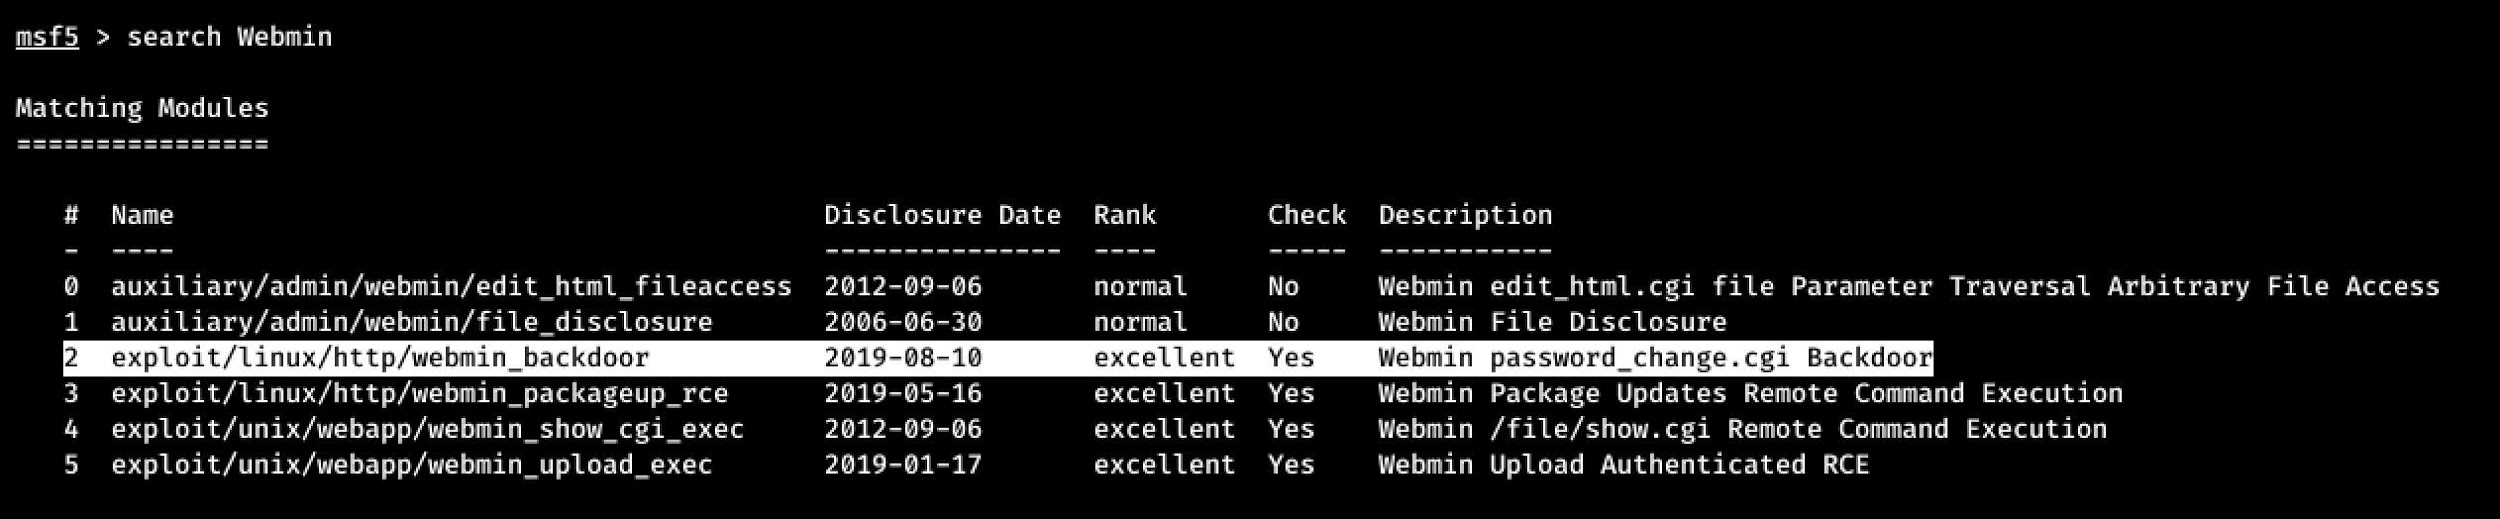 msf5 > search Webmin
Matching Modules
================
#  Name                                     Disclosure Date  Rank       Check  Description
-  ----                                     ---------------  ----       -----  -----------
0  auxiliary/admin/webmin/edit_html_fileaccess  2012-09-06       normal     No     Webmin edit_html.cgi file Parameter Traversal Arbitrary File Access
1  auxiliary/admin/webmin/file_disclosure       2006-06-30       normal     No     Webmin File Disclosure
2  exploit/linux/http/webmin_backdoor           2019-08-10       excellent  Yes    Webmin password_change.cgi Backdoor
3  exploit/linux/http/webmin_packageup_rce      2019-05-16       excellent  Yes    Webmin Package Updates Remote Command Execution
4  exploit/unix/webapp/webmin_show_cgi_exec     2012-09-06       excellent  Yes    Webmin /file/show.cgi Remote Command Execution
5  exploit/unix/webapp/webmin_upload_exec       2019-01-17       excellent  Yes    Webmin Upload Authenticated RCE